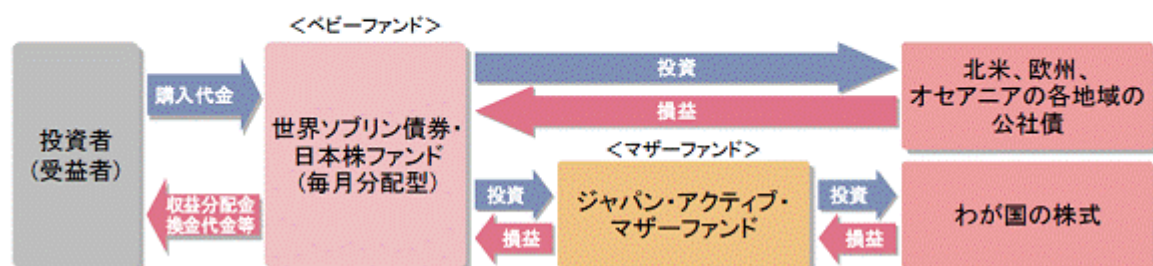 <ベビーファンド>
投資者
(受益者)
購入代金
収益分配金
換金代金等
世界ソブリン債券・
日本株ファンド
(毎月分配型)
投資
損益
北米、欧州、
オセアニアの各地域の
公社債
<マザーファンド>
投資
損益
ジャパン・アクティブ・
マザーファンド
投資
損益
わが国の株式